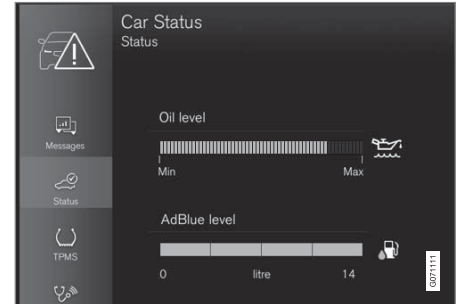 Car Status
Status
Messages
Status
TPMS
Oil level
Min Max
AdBlue level
0 litre 14
G071111